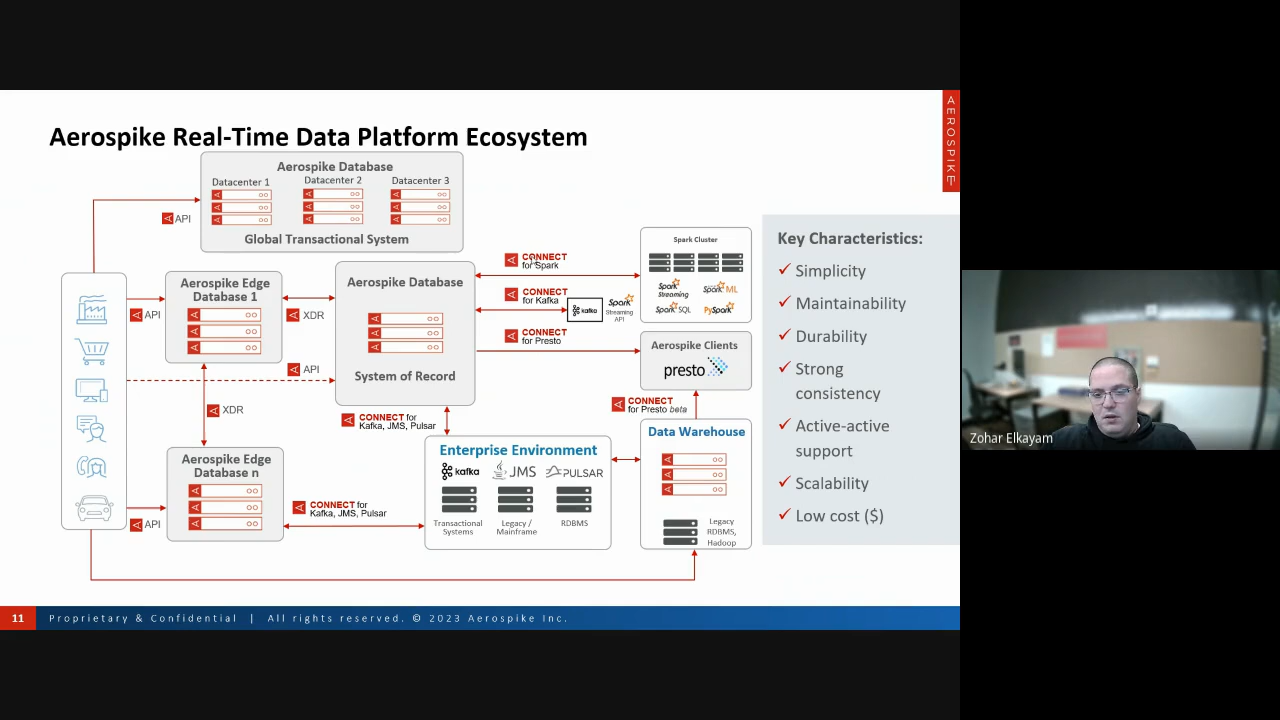 Aerospike Real-Time Data Platform Ecosystem
AEROSPIKE
Aerospike Database
Datacenter 1
Datacenter 2
Datacenter 3
Global Transactional System
API
Aerospike Edge
Database 1
API
XDR
Aerospike Database
System of Record
API
XDR
CONNECT
for Spark
CONNECT
for Kafka
kafka
Spark
Streaming
API
CONNECT
for Presto
Spark Cluster
Spark
Streaming
Spark ML
Spark SQL
PySpark
Aerospike Clients
presto
CONNECT
for Presto beta
CONNECT for
Kafka, JMS, Pulsar
Aerospike Edge
Database n
API
CONNECT for
Kafka, JMS, Pulsar
Enterprise Environment
kafka
JMS
PULSAR
Transactional
Systems
Legacy /
Mainframe
RDBMS
Data Warehouse
Legacy
RDBMS,
Hadoop
Key Characteristics:
✓ Simplicity
✓ Maintainability
✓ Durability
✓ Strong
consistency
✓ Active-active
support
✓ Scalability
✓ Low cost ($)
11
Proprietary & Confidential | All rights reserved. © 2023 Aerospike Inc.
Zohar Elkayam